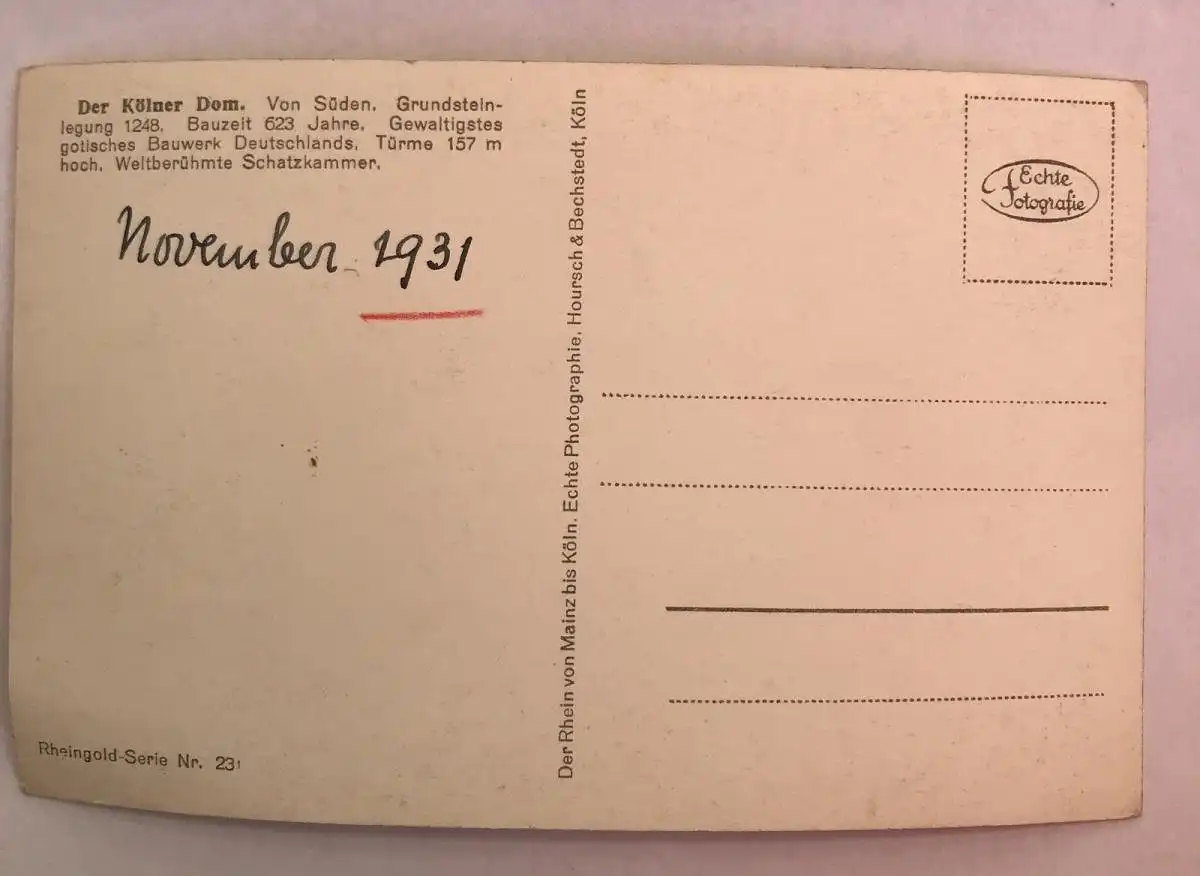 Der Kölner Dom. Von Süden. Grundstein-
legung 1248. Bauzeit 623 Jahre. Gewaltigstes
gotisches Bauwerk Deutschlands. Türme 157 m
hoch. Weltberühmte Schatzkammer.
November 1931
Rheingold-Serie Nr. 231
Der Rhein von Mainz bis Köln. Echte Photographie. Hoursch & Bechstedt, Köln
Echte
Fotografie